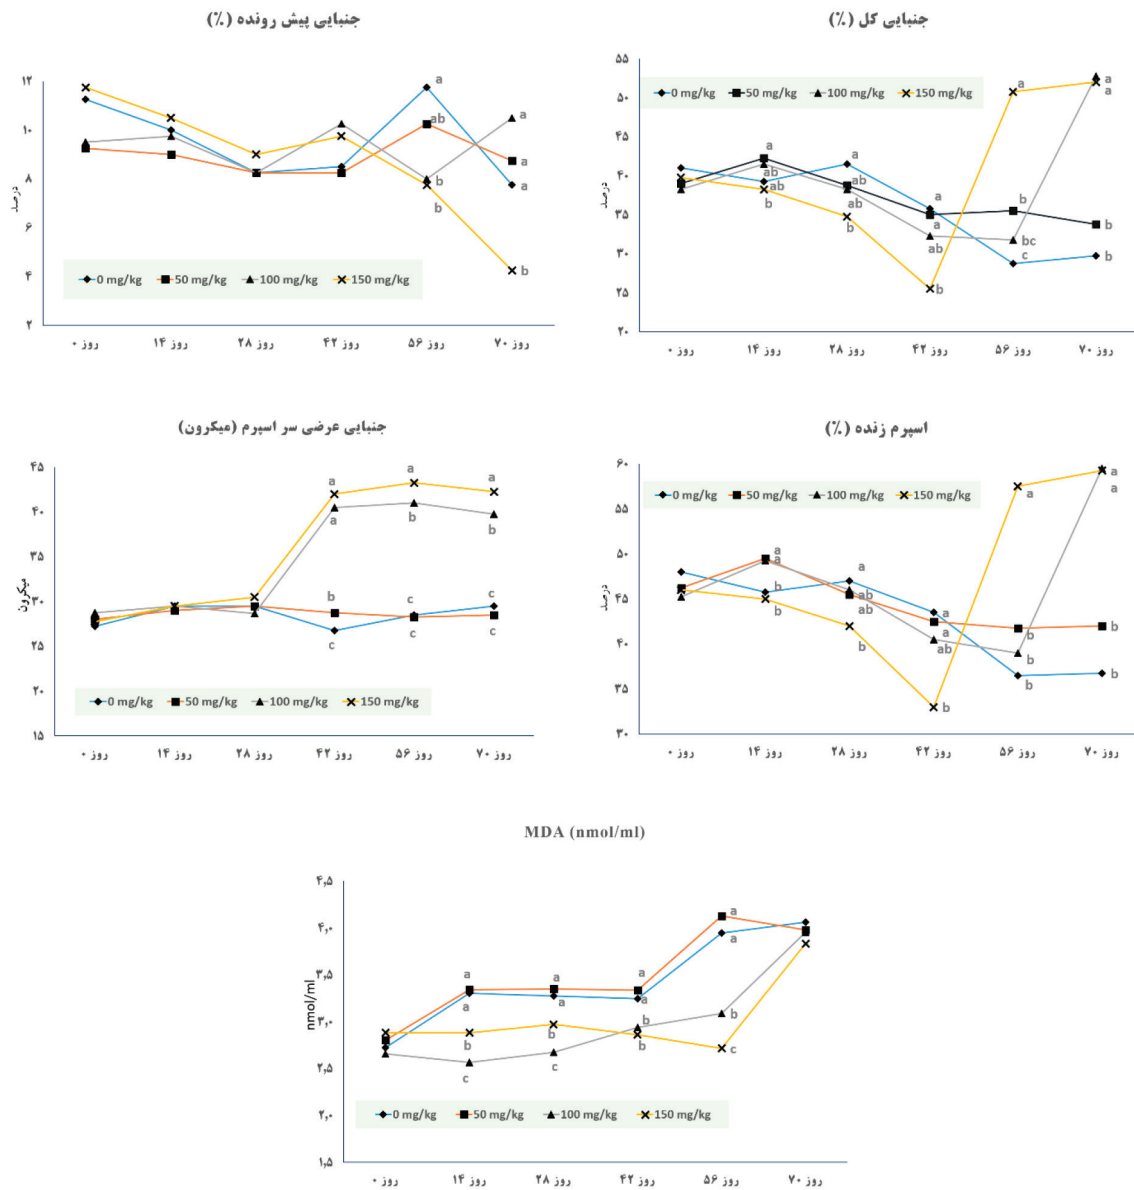 جنبایی پیش رونده (٪)
۱۲
۱۰
۸
۶
۴
۲
درصد
a
ab
b
b
a
a
a
b
0 mg/kg 50 mg/kg 100 mg/kg 150 mg/kg
روز ۰ روز ۱۴ روز ۲۸ روز ۴۲ روز ۵۶ روز ۷۰
جنبایی کل (٪)
۵۵
۵۰
۴۵
۴۰
۳۵
۳۰
۲۵
۲۰
درصد
0 mg/kg 50 mg/kg 100 mg/kg 150 mg/kg
a
ab
ab
b
a
ab
ab
b
a
a
ab
b
a
b
bc
c
a
a
b
b
روز ۰ روز ۱۴ روز ۲۸ روز ۴۲ روز ۵۶ روز ۷۰
جنبایی عرضی سر اسپرم (میکرون)
۴۵
۴۰
۳۵
۳۰
۲۵
۲۰
۱۵
میکرون
a
a
b
c
a
b
c
c
a
b
c
c
0 mg/kg 50 mg/kg 100 mg/kg 150 mg/kg
روز ۰ روز ۱۴ روز ۲۸ روز ۴۲ روز ۵۶ روز ۷۰
اسپرم زنده (٪)
۶۰
۵۵
۵۰
۴۵
۴۰
۳۵
۳۰
درصد
0 mg/kg 50 mg/kg 100 mg/kg 150 mg/kg
a
a
b
b
a
ab
ab
b
a
a
ab
b
a
b
b
b
a
a
b
b
روز ۰ روز ۱۴ روز ۲۸ روز ۴۲ روز ۵۶ روز ۷۰
MDA (nmol/ml)
۴,۵
۴,۰
۳,۵
۳,۰
۲,۵
۲,۰
۱,۵
nmol/ml
a
a
b
c
a
a
b
c
a
a
b
b
a
a
b
c
0 mg/kg 50 mg/kg 100 mg/kg 150 mg/kg
روز ۰ روز ۱۴ روز ۲۸ روز ۴۲ روز ۵۶ روز ۷۰